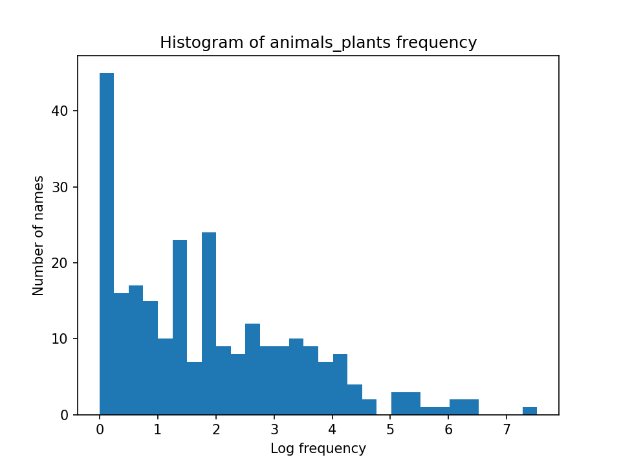 Histogram of animals_plants frequency
Number of names
40
30
20
10
0
0 1 2 3 4 5 6 7
Log frequency